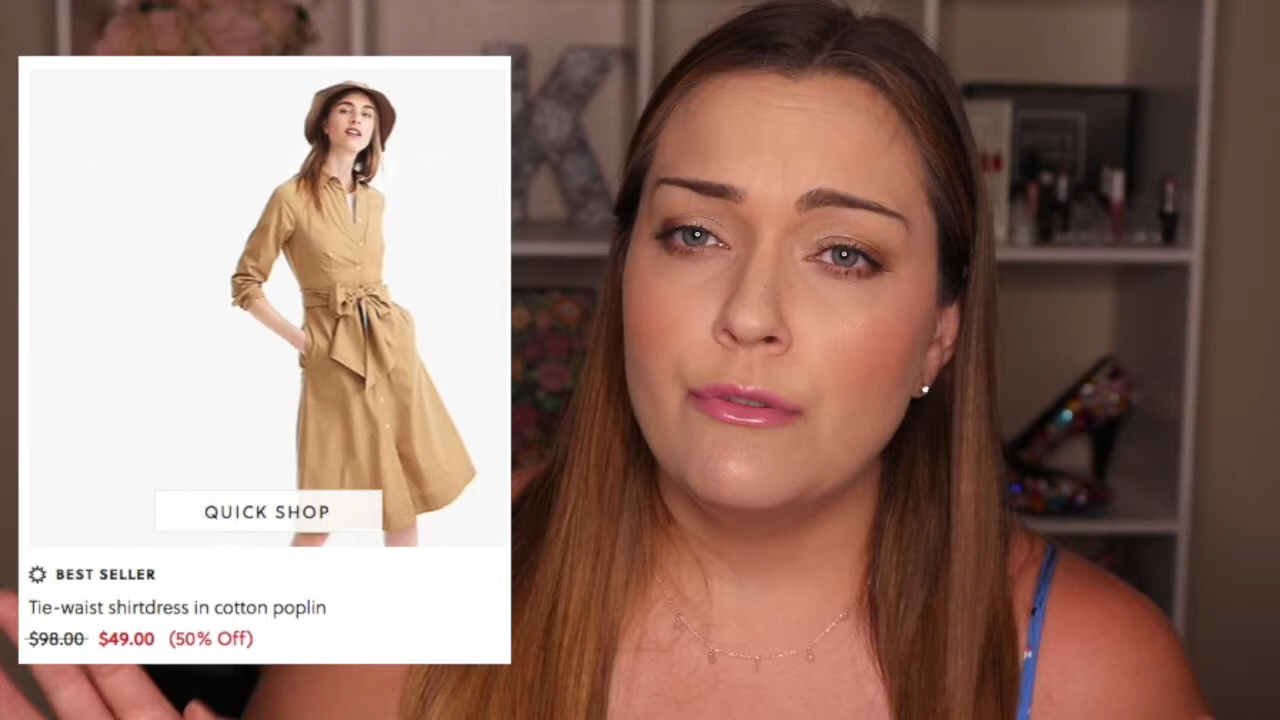 K
QUICK SHOP
BEST SELLER
Tie-waist shirtdress in cotton poplin
$98.00 $49.00 (50% Off)